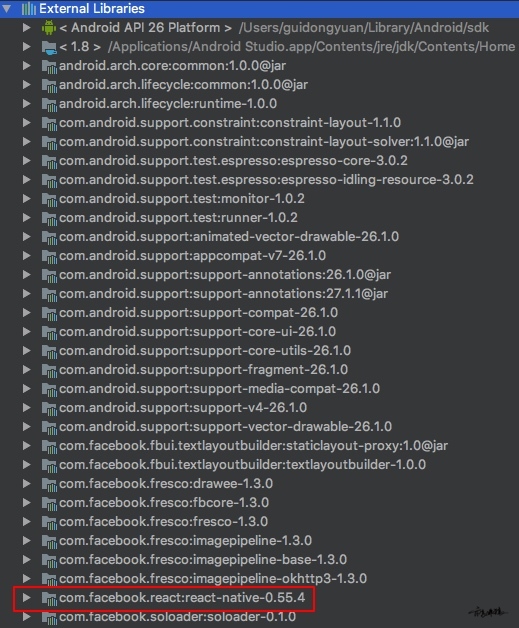 External Libraries
< Android API 26 Platform > /Users/guidongyuan/Library/Android/sdk
< 1.8 > /Applications/Android Studio.app/Contents/jre/jdk/Contents/Home
android.arch.core:common:1.0.0@jar
android.arch.lifecycle:common:1.0.0@jar
android.arch.lifecycle:runtime-1.0.0
com.android.support.constraint:constraint-layout-1.1.0
com.android.support.constraint:constraint-layout-solver:1.1.0@jar
com.android.support.test.espresso:espresso-core-3.0.2
com.android.support.test.espresso:espresso-idling-resource-3.0.2
com.android.support.test:monitor-1.0.2
com.android.support.test:runner-1.0.2
com.android.support:animated-vector-drawable-26.1.0
com.android.support:appcompat-v7-26.1.0
com.android.support:support-annotations:26.1.0@jar
com.android.support:support-annotations:27.1.1@jar
com.android.support:support-compat-26.1.0
com.android.support:support-core-ui-26.1.0
com.android.support:support-core-utils-26.1.0
com.android.support:support-fragment-26.1.0
com.android.support:support-media-compat-26.1.0
com.android.support:support-v4-26.1.0
com.android.support:support-vector-drawable-26.1.0
com.facebook.fbui.textlayoutbuilder:staticlayout-proxy:1.0@jar
com.facebook.fbui.textlayoutbuilder:textlayoutbuilder-1.0.0
com.facebook.fresco:drawee-1.3.0
com.facebook.fresco:fbcore-1.3.0
com.facebook.fresco:fresco-1.3.0
com.facebook.fresco:imagepipeline-1.3.0
com.facebook.fresco:imagepipeline-base-1.3.0
com.facebook.fresco:imagepipeline-okhttp3-1.3.0
com.facebook.react:react-native-0.55.4
com.facebook.soloader:soloader-0.1.0